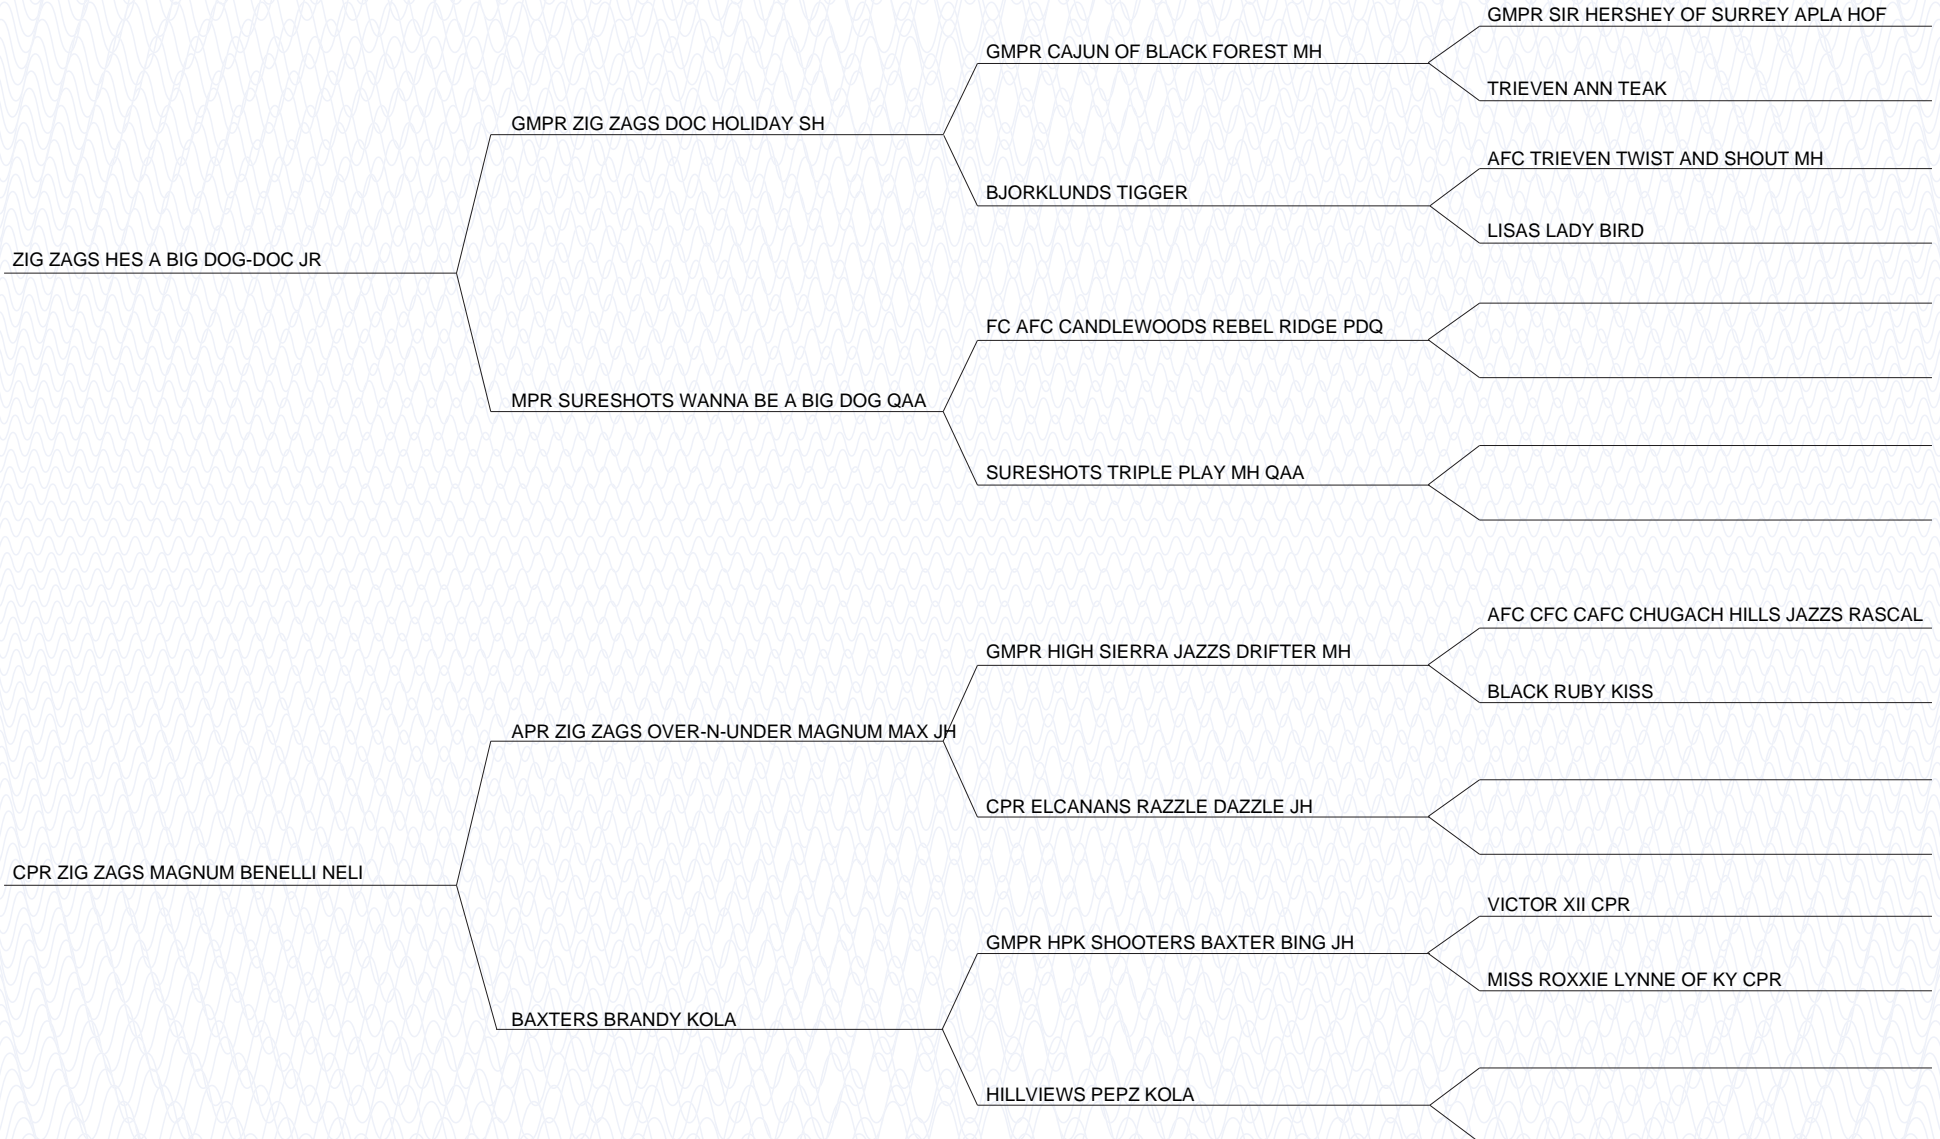 GMPR SIR HERSHEY OF SURREY APLA HOF
GMPR CAJUN OF BLACK FOREST MH
TRIEVEN ANN TEAK
GMPR ZIG ZAGS DOC HOLIDAY SH
AFC TRIEVEN TWIST AND SHOUT MH
BJORKLUNDS TIGGER
LISAS LADY BIRD
ZIG ZAGS HES A BIG DOG-DOC JR
FC AFC CANDLEWOODS REBEL RIDGE PDQ
MPR SURESHOTS WANNA BE A BIG DOG QAA
SURESHOTS TRIPLE PLAY MH QAA
AFC CFC CAFC CHUGACH HILLS JAZZS RASCAL
GMPR HIGH SIERRA JAZZS DRIFTER MH
BLACK RUBY KISS
APR ZIG ZAGS OVER-N-UNDER MAGNUM MAX JH
CPR ELCANANS RAZZLE DAZZLE JH
CPR ZIG ZAGS MAGNUM BENELLI NELI
VICTOR XII CPR
GMPR HPK SHOOTERS BAXTER BING JH
MISS ROXXIE LYNNE OF KY CPR
BAXTERS BRANDY KOLA
HILLVIEWS PEPZ KOLA